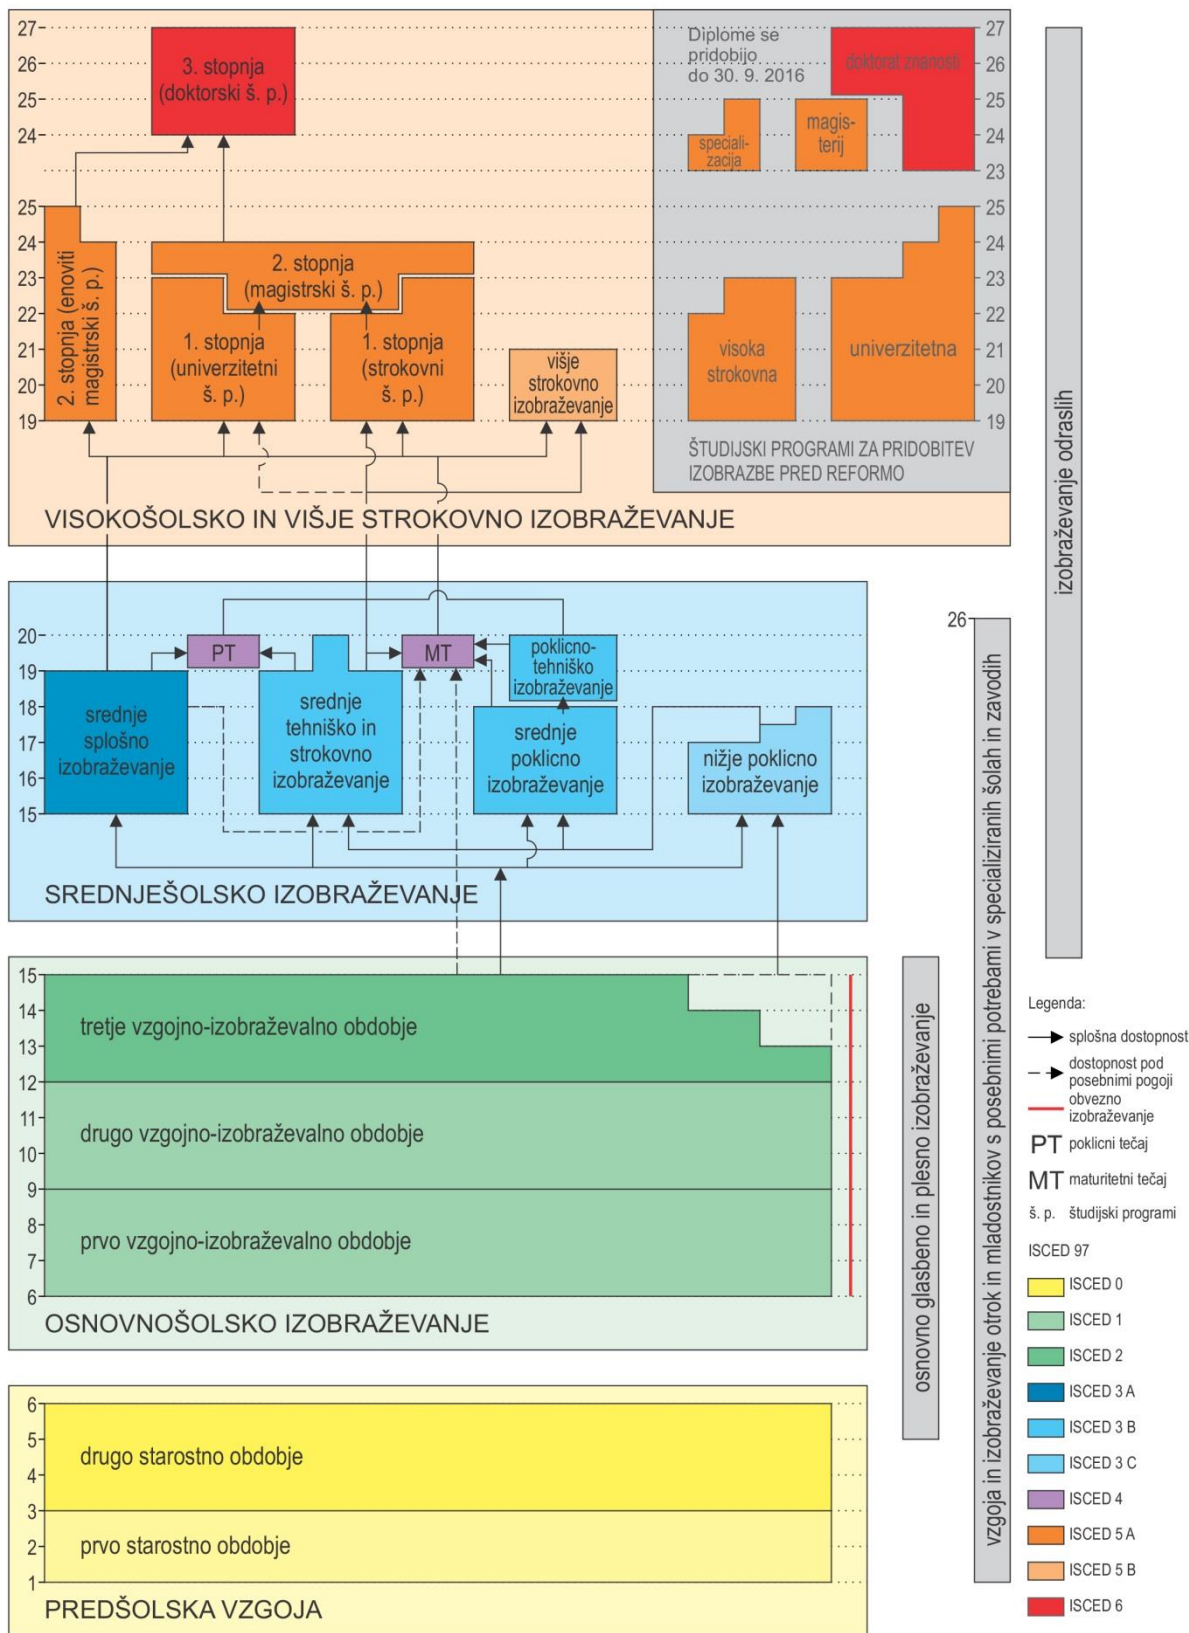 27
26
25
24
25
24
23
22
21
20
19
3. stopnja
(doktorski š. p.)
2. stopnja (enoviti
magistrski š. p.)
2. stopnja
(magistrski š. p.)
1. stopnja
(univerzitetni
š. p.)
1. stopnja
(strokovni
š. p.)
višje
strokovno
izobraževanje
Diplome se
pridobijo
do 30. 9. 2016
doktorat znanosti
speciali-
zacija
magis-
terij
visoka
strokovna
univerzitetna
27
26
25
24
23
25
24
23
22
21
20
19
ŠTUDIJSKI PROGRAMI ZA PRIDOBITEV
IZOBRAZBE PRED REFORMO
VISOKOŠOLSKO IN VIŠJE STROKOVNO IZOBRAŽEVANJE
20
19
18
17
16
15
PT
MT
poklicno-
tehniško
izobraževanje
srednje
splošno
izobraževanje
srednje
tehniško in
strokovno
izobraževanje
srednje
poklicno
izobraževanje
nižje poklicno
izobraževanje
SREDNJEŠOLSKO IZOBRAŽEVANJE
15
14
13
12
11
10
9
8
7
6
tretje vzgojno-izobraževalno obdobje
drugo vzgojno-izobraževalno obdobje
prvo vzgojno-izobraževalno obdobje
OSNOVNOŠOLSKO IZOBRAŽEVANJE
6
5
4
3
2
1
drugo starostno obdobje
prvo starostno obdobje
PREDŠOLSKA VZGOJA
osnovno glasbeno in plesno izobraževanje
26
vzgoja in izobraževanje otrok in mladostnikov s posebnimi potrebami v specializiranih šolah in zavodih
izobraževanje odraslih
Legenda:
splošna dostopnost
dostopnost pod
posebnimi pogoji
obvezno
izobraževanje
PT poklicni tečaj
MT maturitetni tečaj
š. p. študijski programi
ISCED 97
ISCED 0
ISCED 1
ISCED 2
ISCED 3 A
ISCED 3 B
ISCED 3 C
ISCED 4
ISCED 5 A
ISCED 5 B
ISCED 6